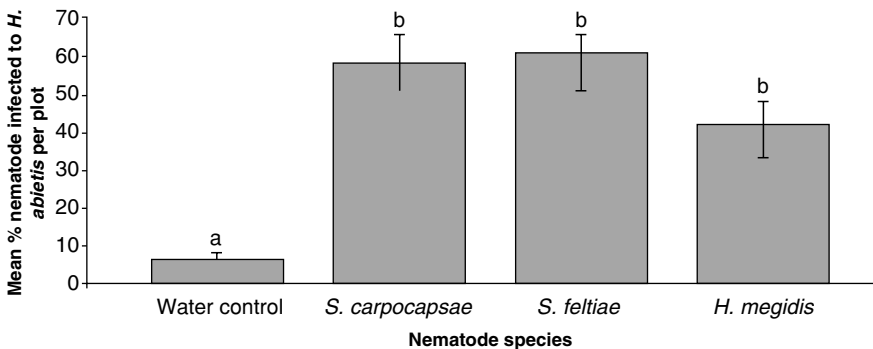 Mean % nematode infected to H.
abietis per plot
70
60
50
40
30
20
10
0
a
b
b
b
Water control
S. carpocapsae
S. feltiae
H. megidis
Nematode species